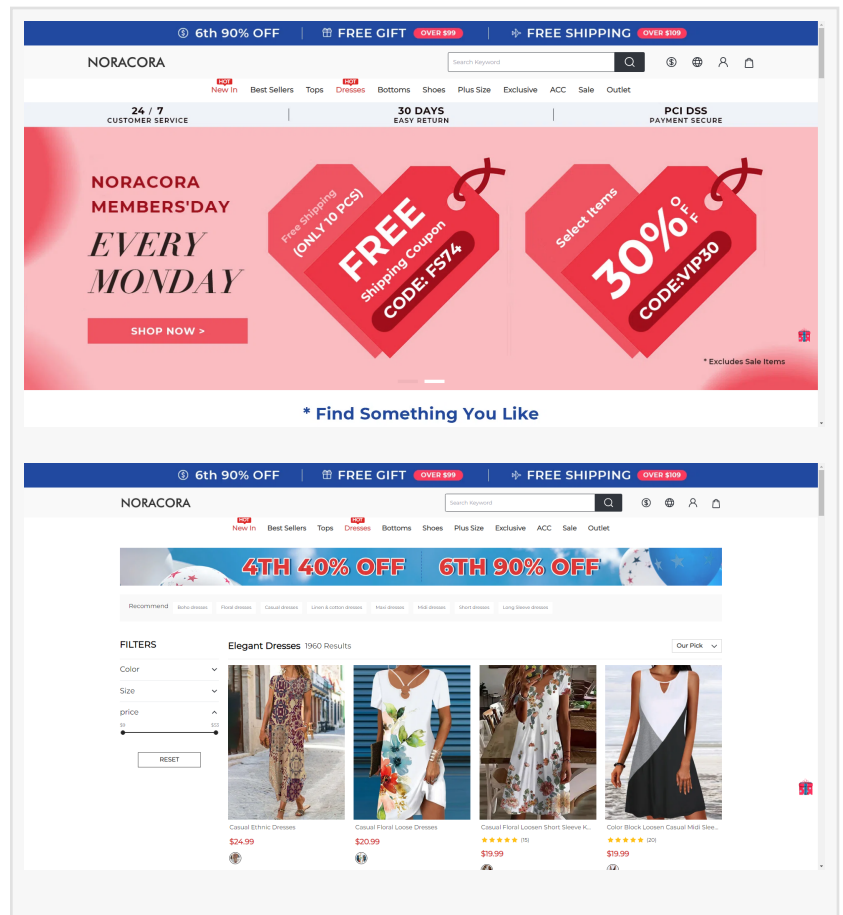 6th 90% OFF
FREE GIFT OVER $99
FREE SHIPPING OVER $109
NORACORA
Search Keyword
HOT
HOT
New In Best Sellers Tops Dresses Bottoms Shoes Plus Size Exclusive ACC Sale Outlet
24 / 7
CUSTOMER SERVICE
30 DAYS
EASY RETURN
PCI DSS
PAYMENT SECURE
NORACORA
MEMBERS'DAY
EVERY
MONDAY
SHOP NOW >
Free Shipping
(ONLY 10 PCS)
FREE
Shipping Coupon
CODE: FS74
Select Items
30% OFF
CODE:VIP30
* Excludes Sale Items
* Find Something You Like
6th 90% OFF
FREE GIFT OVER $99
FREE SHIPPING OVER $109
NORACORA
Search Keyword
HOT
HOT
New In Best Sellers Tops Dresses Bottoms Shoes Plus Size Exclusive ACC Sale Outlet
4TH 40% OFF 6TH 90% OFF
Recommend Boho dresses Floral dresses Casual dresses Linen & cotton dresses Maxi dresses Midi dresses Short dresses Long Sleeve dresses
FILTERS
Elegant Dresses 1960 Results
Our Pick
Color
Size
price
$9 $55
RESET
Casual Ethnic Dresses
$24.99
Casual Floral Loose Dresses
$20.99
Casual Floral Loosen Short Sleeve K...
(15)
$19.99
Color Block Loosen Casual Midi Slee...
(20)
$19.99